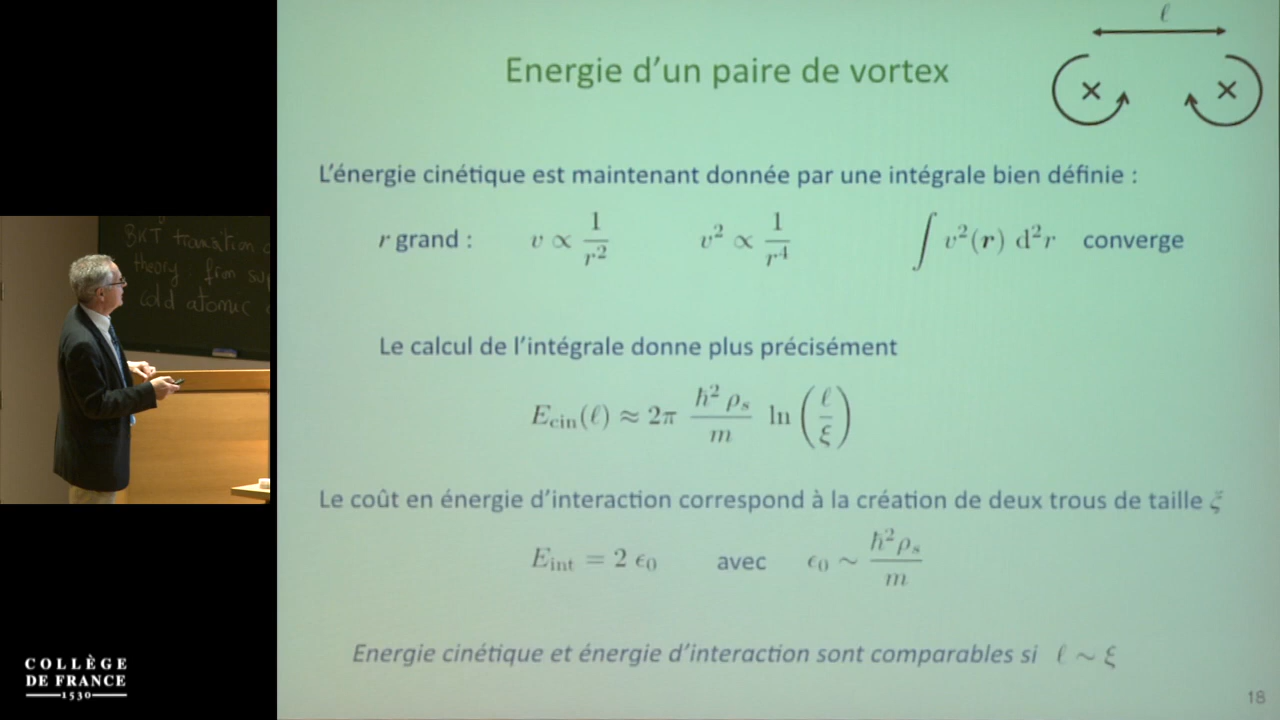 ℓ
Energie d'un paire de vortex
L'énergie cinétique est maintenant donnée par une intégrale bien définie :
r grand : v ∝ 1/r² v² ∝ 1/r⁴ ∫ v²(r) d²r converge
Le calcul de l'intégrale donne plus précisément
E_cin(ℓ) ≈ 2π ħ² ρ_s / m ln(ℓ/ξ)
Le coût en énergie d'interaction correspond à la création de deux trous de taille ξ
E_int = 2 ϵ₀ avec ϵ₀ ~ ħ²ρ_s / m
Energie cinétique et énergie d'interaction sont comparables si ℓ ~ ξ
18
BKT transition
theory. from
cold atomic
COLLÈGE
DE FRANCE
1530